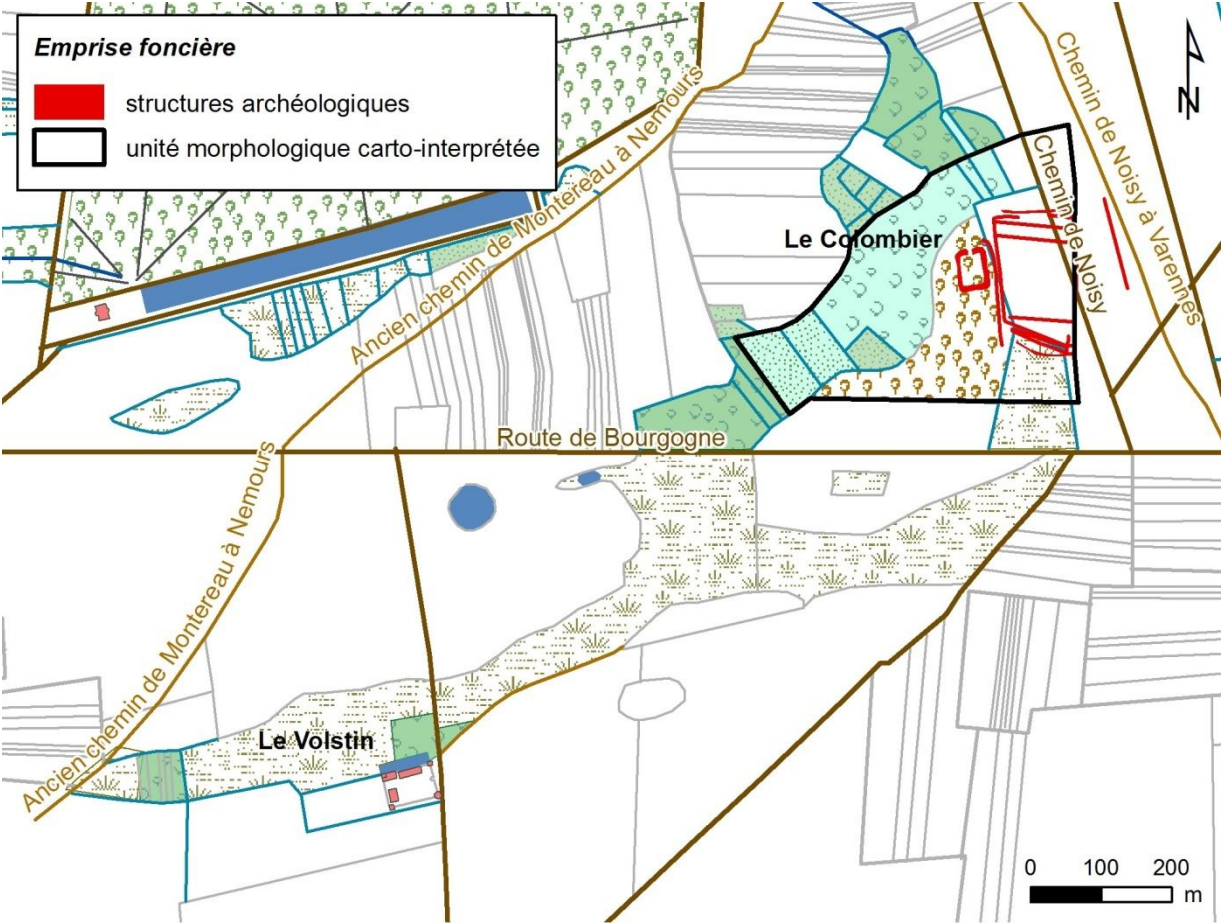 Emprise foncière
structures archéologiques
unité morphologique carto-interprétée
N
Chemin de Noisy à Varennes
Chemin de Noisy
Ancien chemin de Montereau à Nemours
Le Colombier
Route de Bourgogne
Ancien chemin de Montereau à Nemours
Le Volstin
0 100 200
m